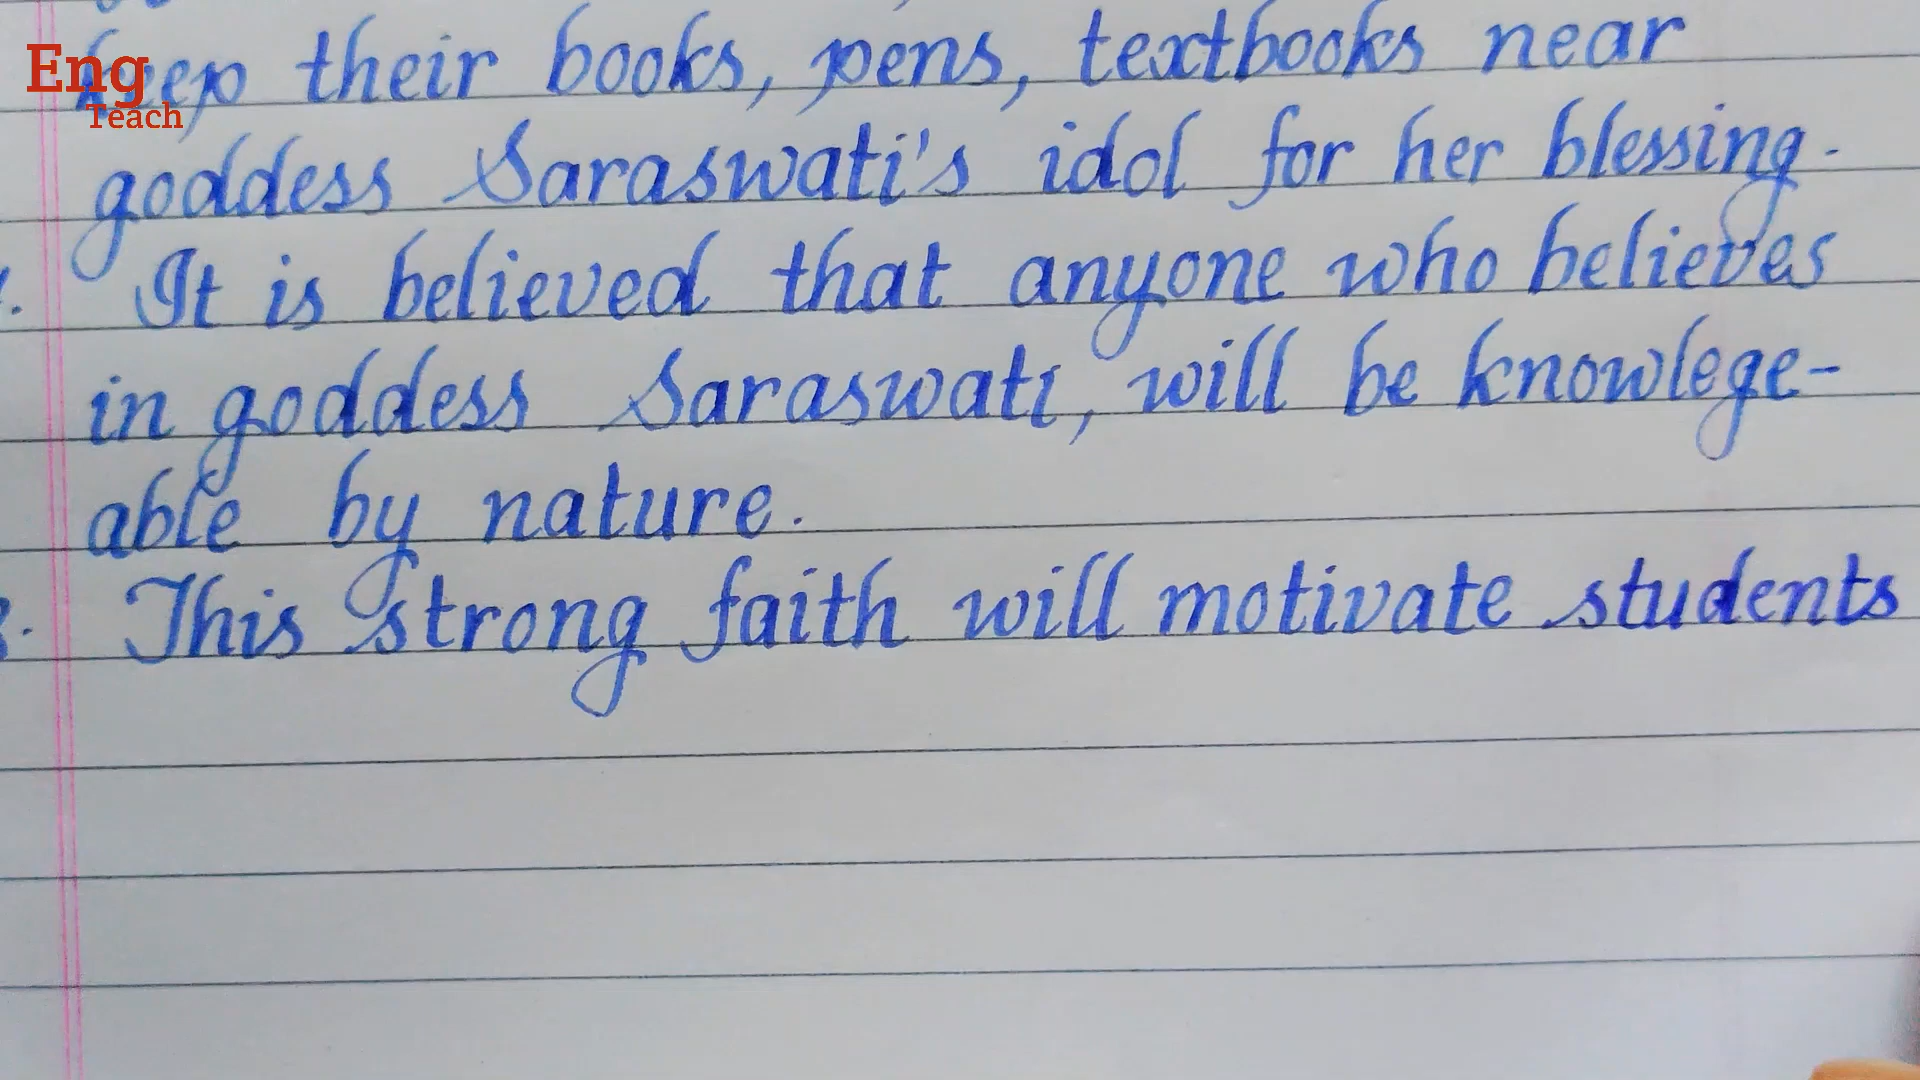 Eng
Teach
keep their books, pens, textbooks near
goddess Saraswati's idol for her blessing.
It is believed that anyone who believes
in goddess Saraswati, will be knowlege-
able by nature.
This strong faith will motivate students